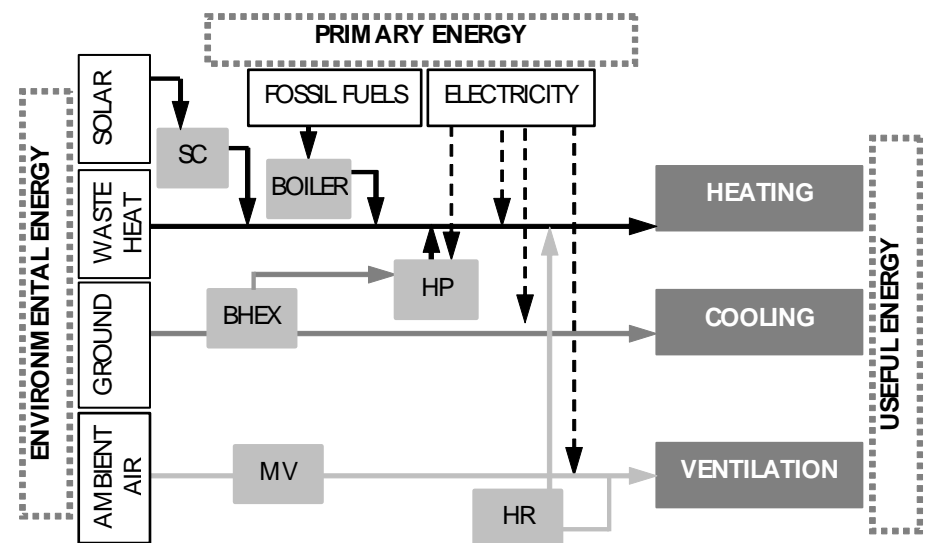 PRIMARY ENERGY
FOSSIL FUELS
ELECTRICITY
ENVIRONMENTAL ENERGY
SOLAR
SC
BOILER
WASTE
HEAT
HEATING
HP
BHEX
GROUND
COOLING
USEFUL ENERGY
AMBIENT
AIR
MV
HR
VENTILATION